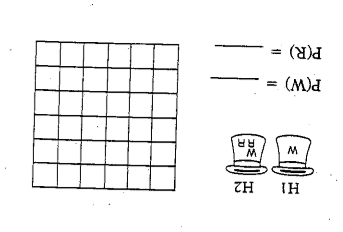 H1 H2
W W
RR
P(W) = ____
P(R) = ____